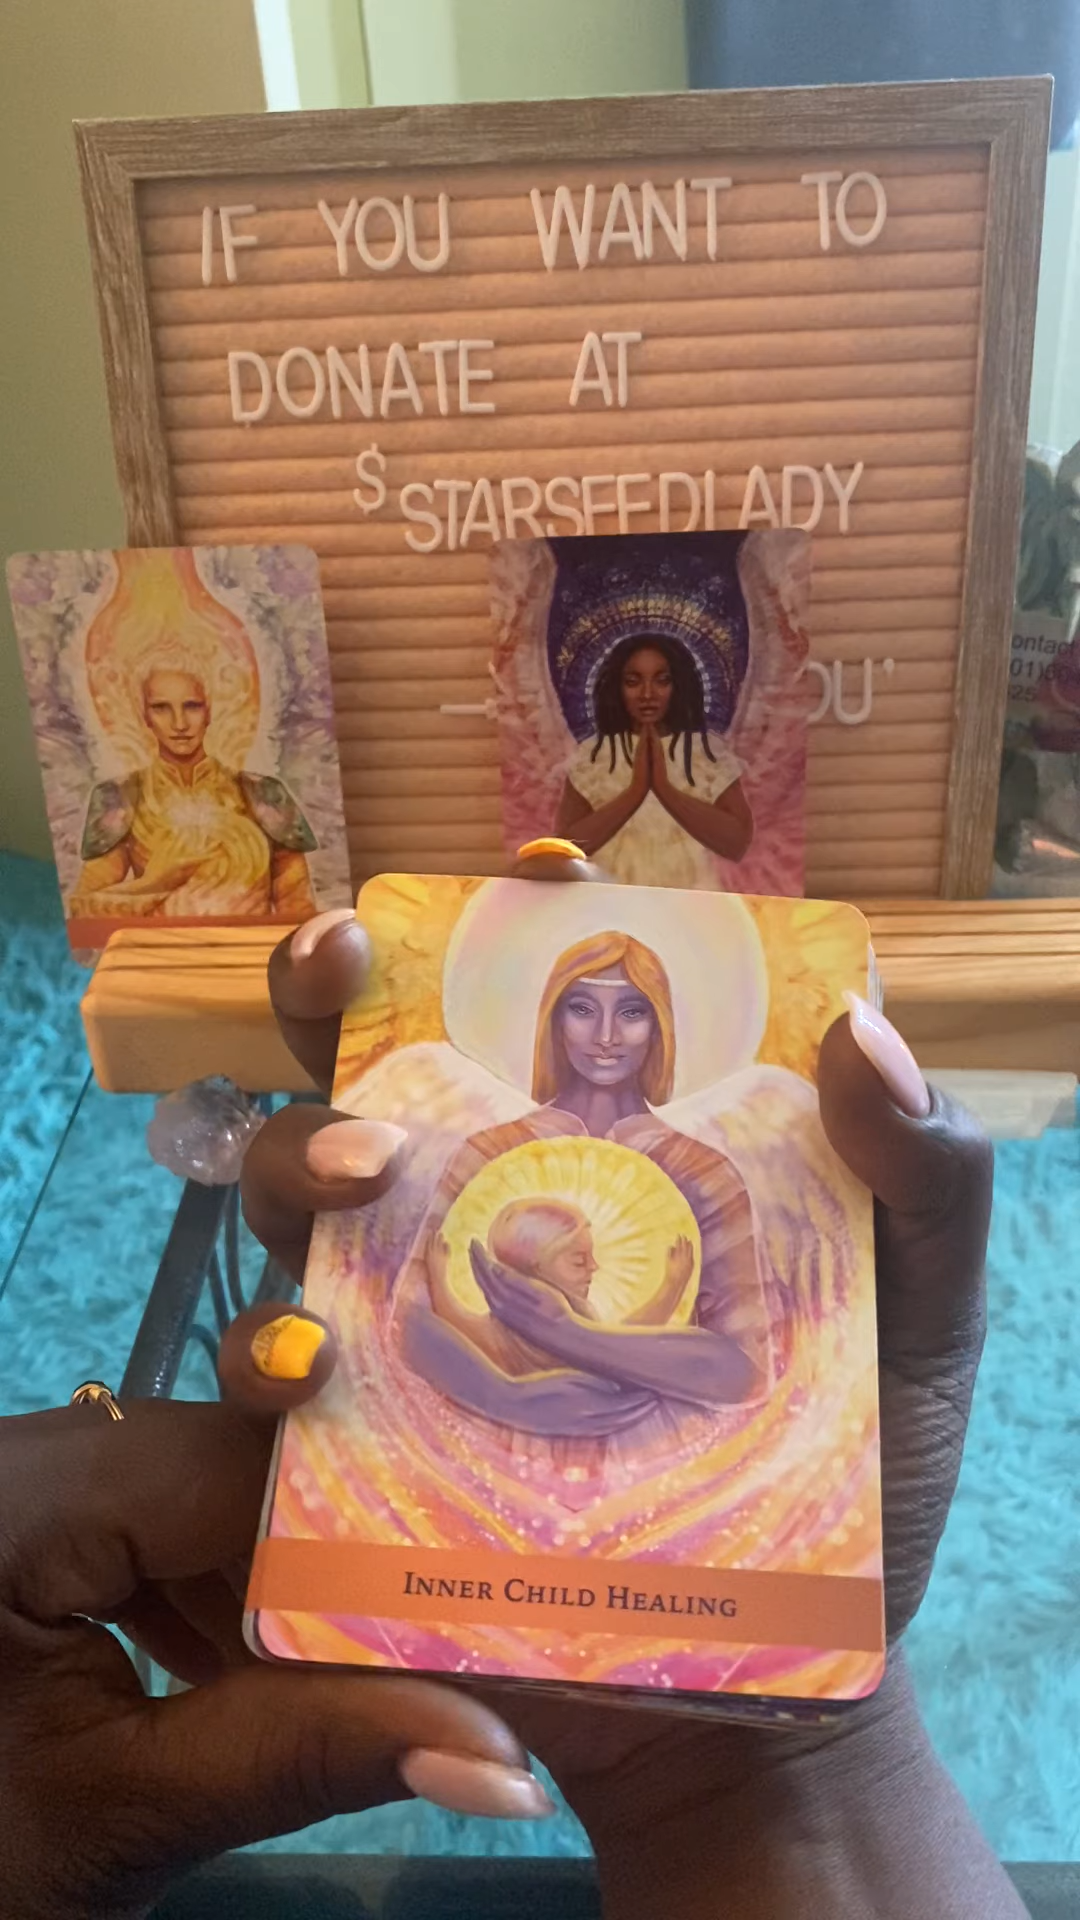 IF YOU WANT TO
DONATE AT
$STARSEEDLADY
INNER CHILD HEALING